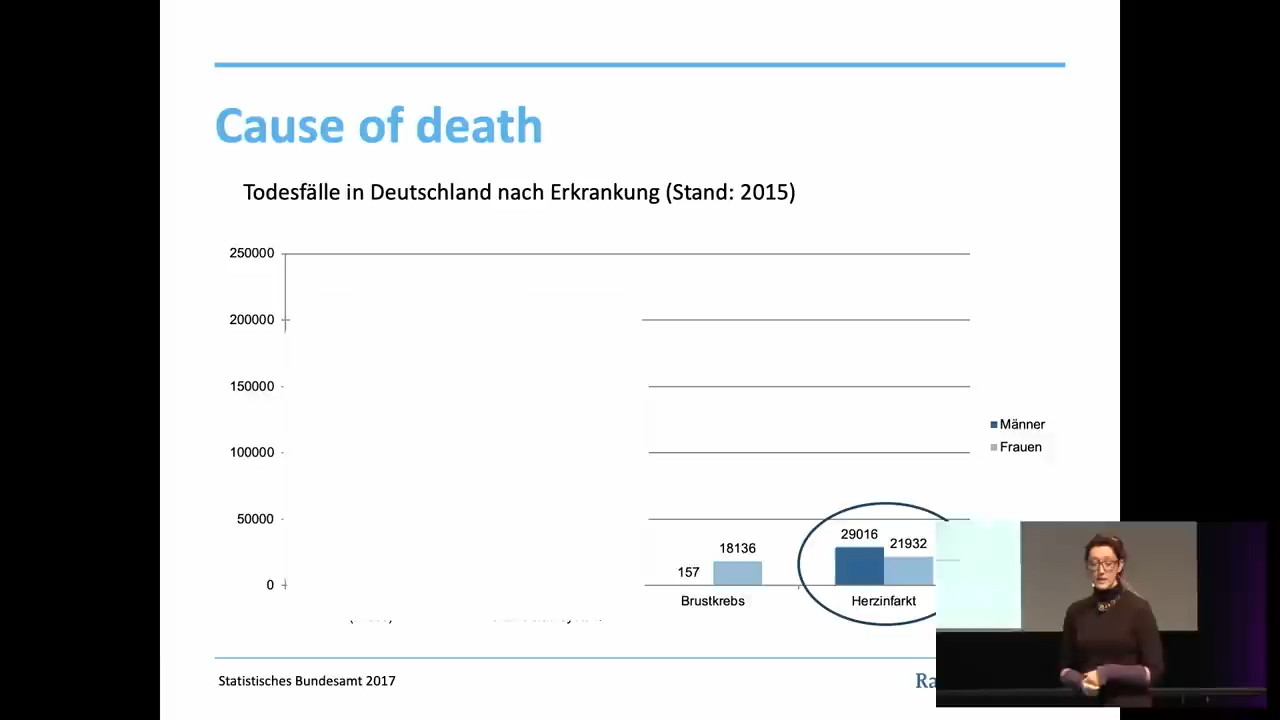 Cause of death
Todesfälle in Deutschland nach Erkrankung (Stand: 2015)
250000
200000
150000
100000
50000
0
Männer
Frauen
157
18136
29016
21932
Brustkrebs
Herzinfarkt
Statistisches Bundesamt 2017
Ra